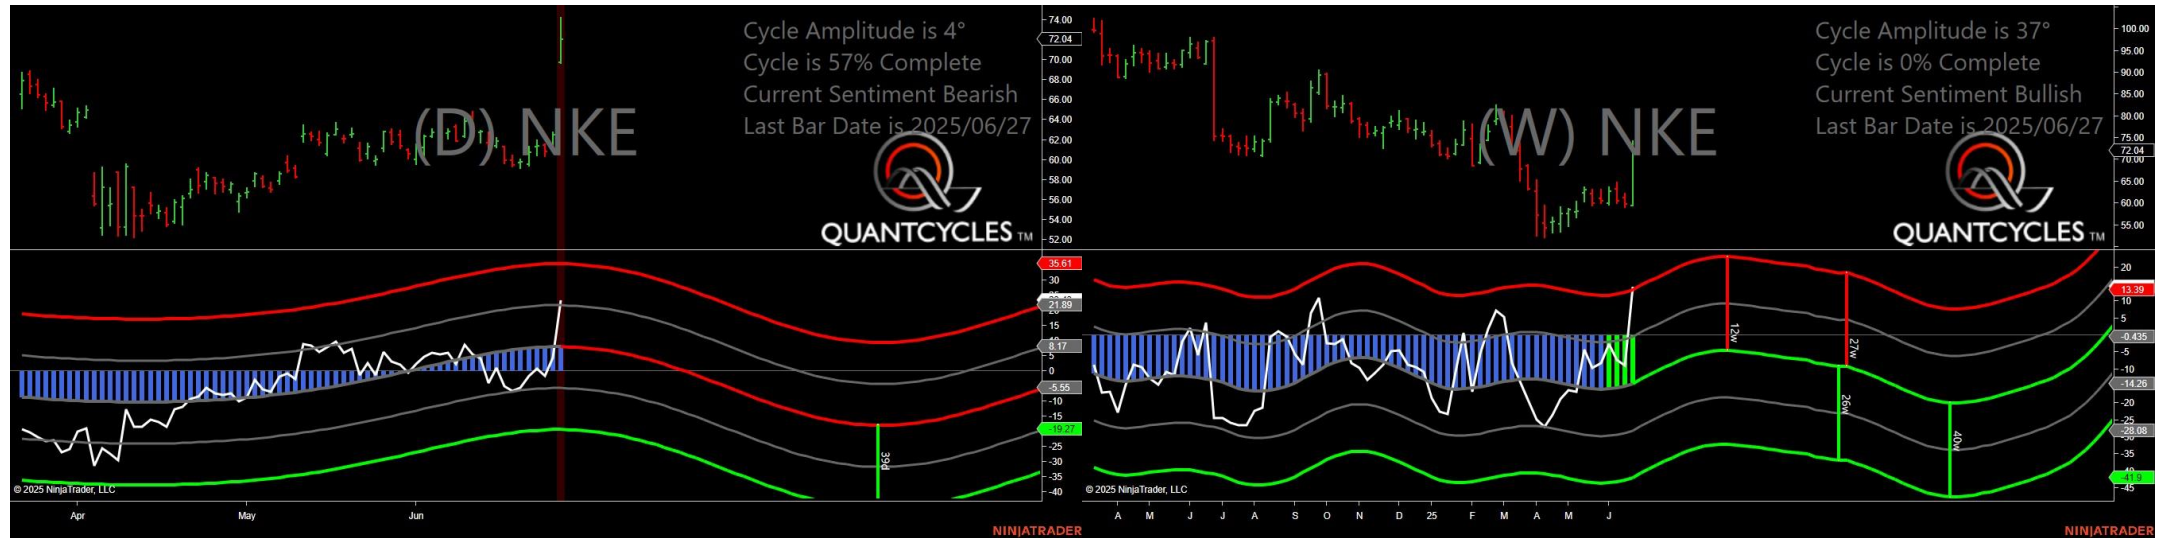 Cycle Amplitude is 4°
Cycle is 57% Complete
Current Sentiment Bearish
Last Bar Date is 2025/06/27
(D) NKE
QUANTCYCLES TM
74.00
72.04
70.00
68.00
66.00
64.00
62.00
60.00
58.00
56.00
54.00
52.00
35.61
30
21.89
15
8.17
5
0
-5.55
-10
-15
-19.27
-25
-30
-35
-40
39d
© 2025 NinjaTrader, LLC
Apr May Jun
NINJATRADER
Cycle Amplitude is 37°
Cycle is 0% Complete
Current Sentiment Bullish
Last Bar Date is 2025/06/27
(W) NKE
QUANTCYCLES TM
100.00
95.00
90.00
85.00
80.00
75.00
72.04
70.00
65.00
60.00
55.00
20
13.39
10
5
-0.435
-5
-10
-14.26
-20
-25
-28.08
-35
-41.9
-45
12w
27w
26w
40w
© 2025 NinjaTrader, LLC
A M J J A S O N D 25 F M A M J
NINJATRADER